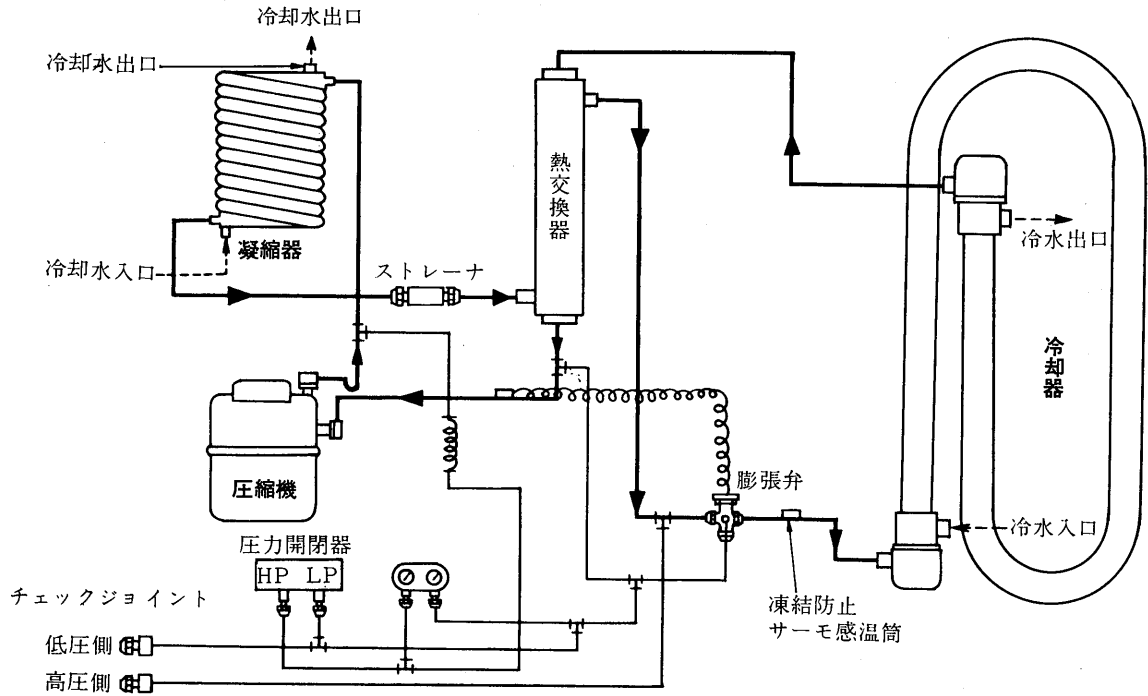 冷却水出口
冷却水出口
冷却水入口
凝縮器
ストレーナ
熱交換器
冷水出口
冷却器
圧縮機
膨張弁
冷水入口
凍結防止
サーモ感温筒
圧力開閉器
HP LP
チェックジョイント
低圧側
高圧側